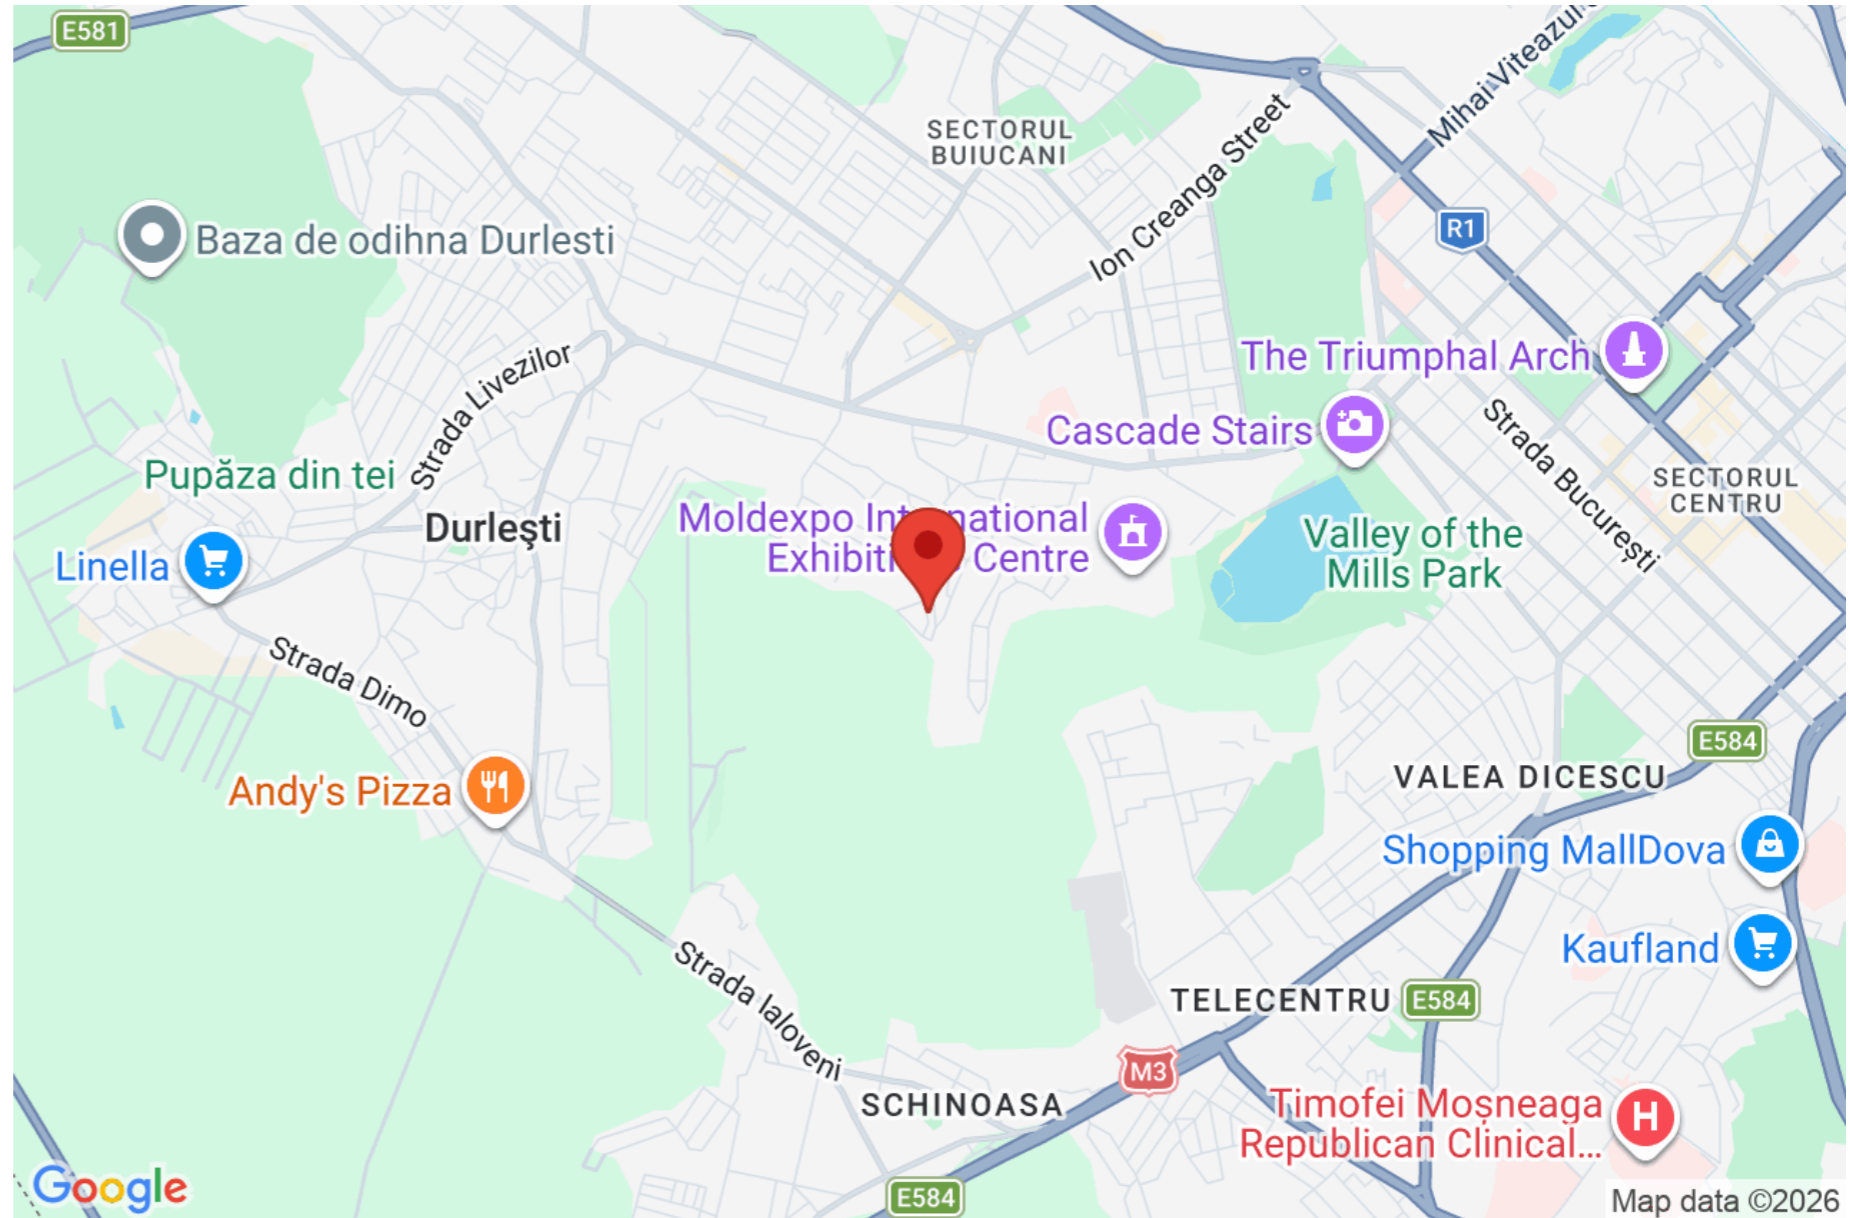 E581
Mihai Viteazul
SECTORUL
BUIUCANI
Ion Creanga Street
R1
Baza de odihna Durlesti
The Triumphal Arch
Strada Livezilor
Cascade Stairs
Strada București
Pupăza din tei
SECTORUL
CENTRU
Durleşti
Moldexpo International
Exhibitions Centre
Valley of the
Mills Park
Linella
Strada Dimo
E584
VALEA DICESCU
Andy's Pizza
Shopping MallDova
Kaufland
Strada Ialoveni
TELECENTRU
E584
M3
SCHINOASA
Timofei Moșneaga
Republican Clinical...
H
E584
Google
Map data ©2026